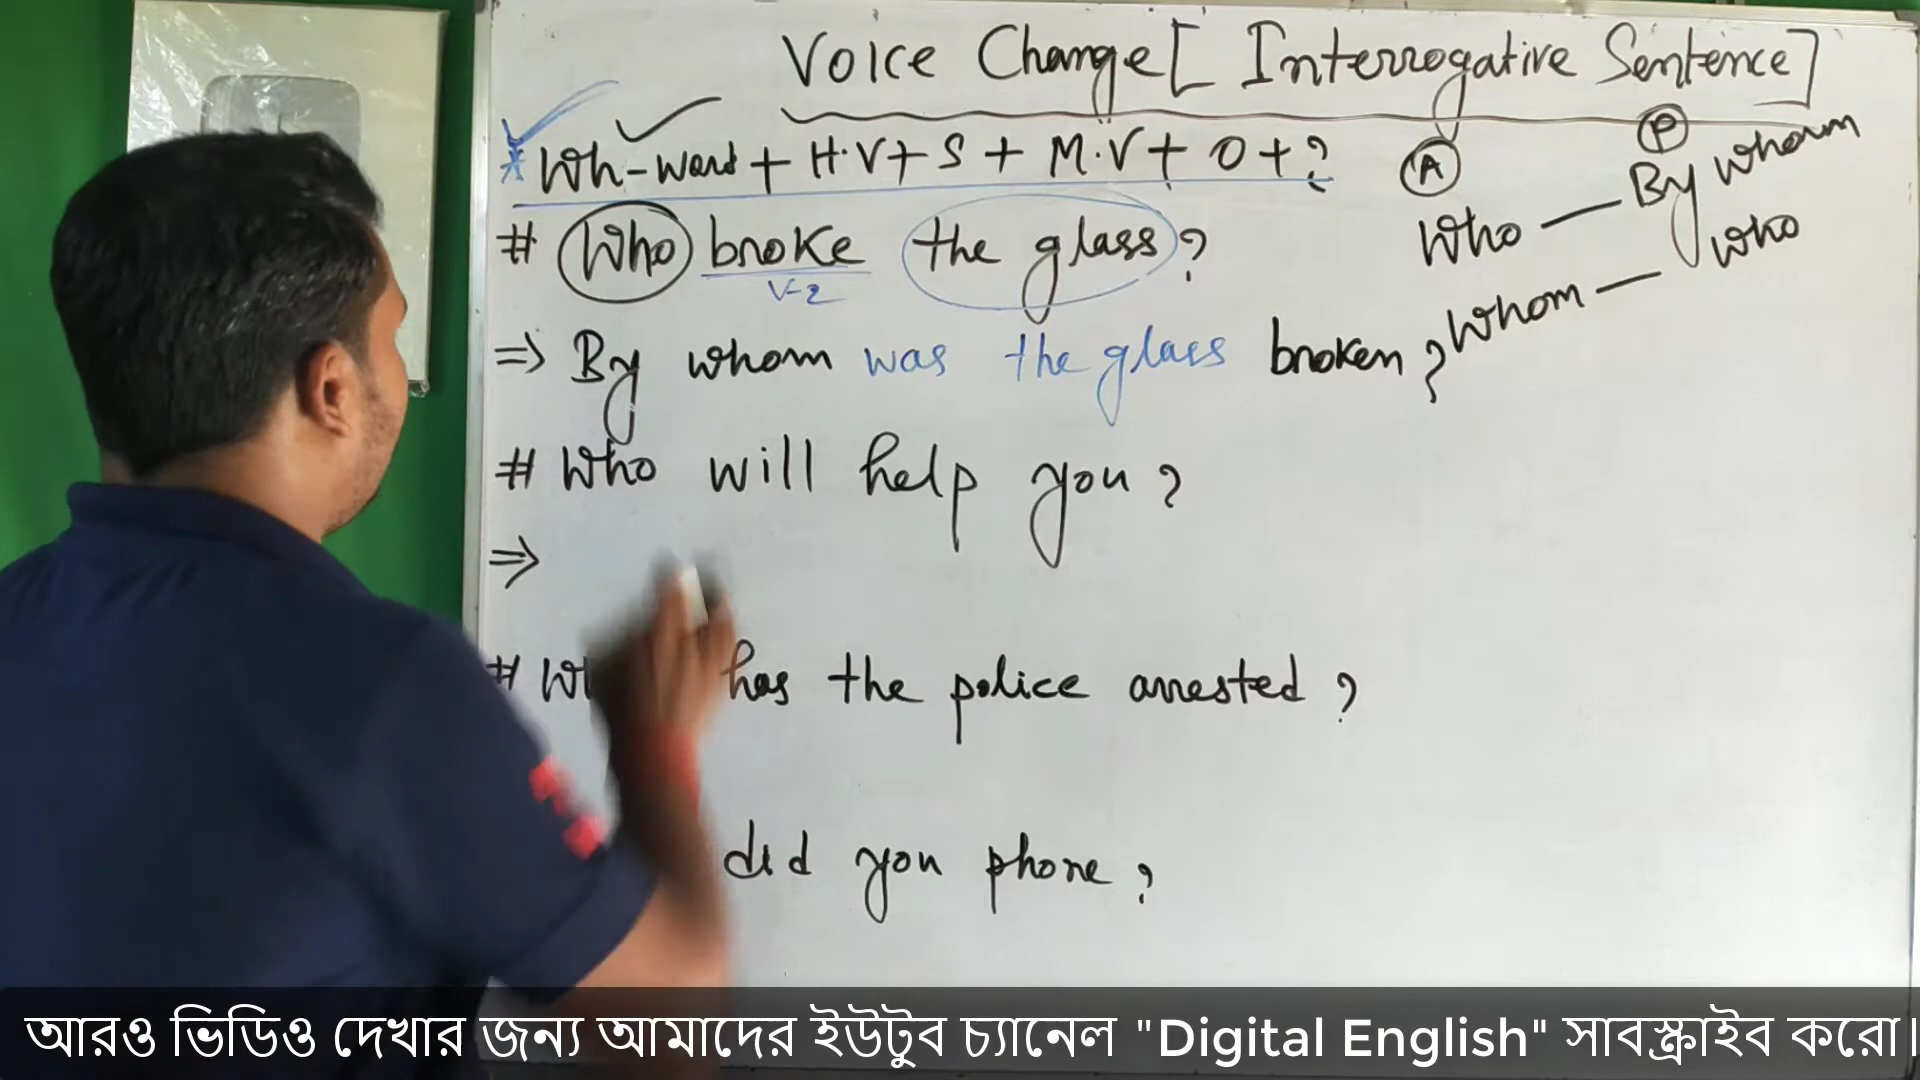 Voice Change [ Interrogative Sentence ]
* Wh-word + H.V + S + M.V + O + ?
A P
Who — By whom
Whom — who
# Who broke the glass ?
V-2
⇒ By whom was the glass broken ?
# Who will help you ?
⇒
# has the police arrested ?
did you phone ?
আরও ভিডিও দেখার জন্য আমাদের ইউটুব চ্যানেল "Digital English" সাবস্ক্রাইব করো।